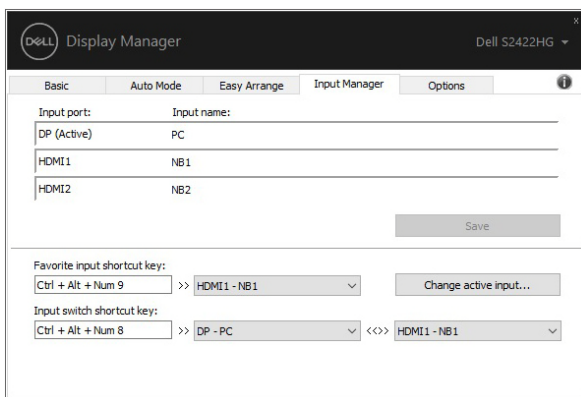 DELL Display Manager Dell S2422HG
Basic Auto Mode Easy Arrange Input Manager Options
Input port: Input name:
DP (Active) PC
HDMI1 NB1
HDMI2 NB2
Save
Favorite input shortcut key:
Ctrl + Alt + Num 9 >> HDMI1 - NB1 Change active input...
Input switch shortcut key:
Ctrl + Alt + Num 8 >> DP - PC <<>> HDMI1 - NB1